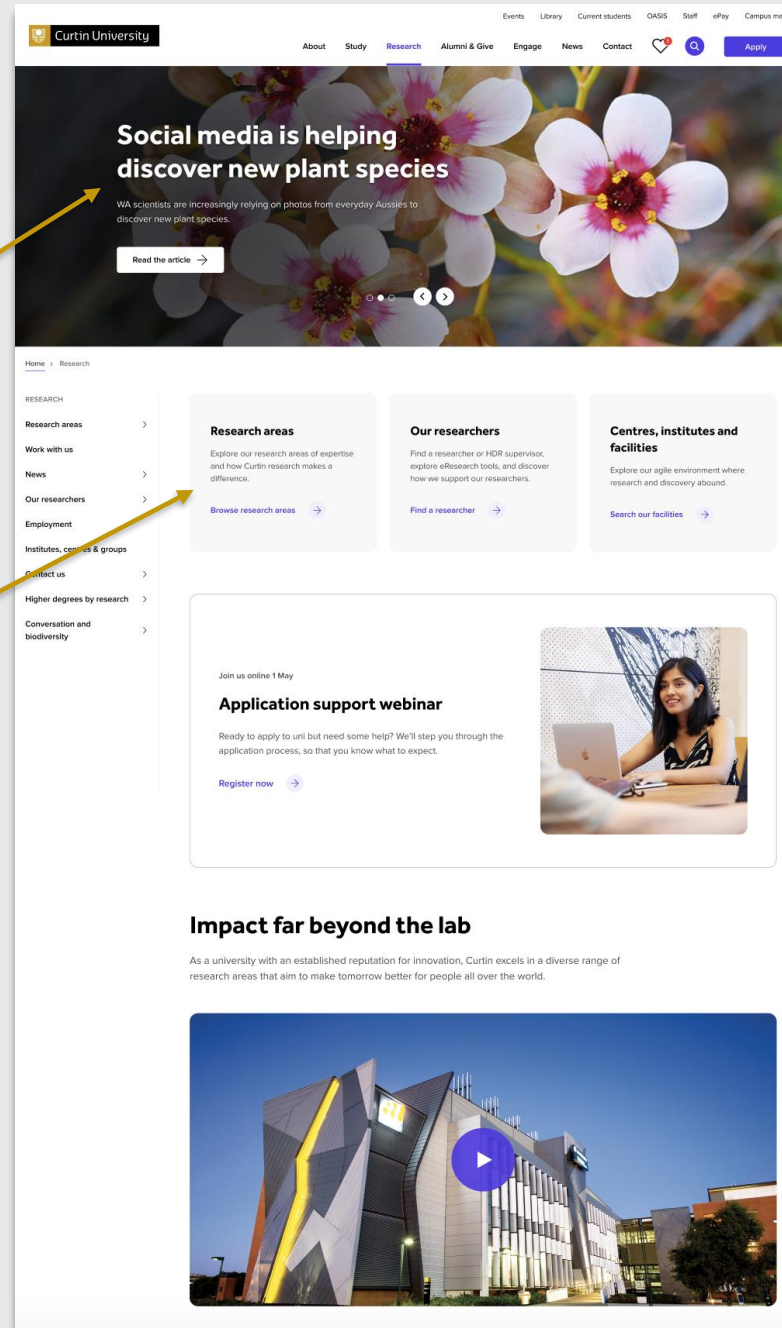 Events Library Current students OASIS Staff ePay Campus ma
Curtin University
About Study Research Alumni & Give Engage News Contact 1 Apply
Social media is helping
discover new plant species
WA scientists are increasingly relying on photos from everyday Aussies to
discover new plant species.
Read the article
Home › Research
RESEARCH
Research areas
Work with us
News
Our researchers
Employment
Institutes, centres & groups
Contact us
Higher degrees by research
Conversation and
biodiversity
Research areas
Explore our research areas of expertise
and how Curtin research makes a
difference.
Browse research areas
Our researchers
Find a researcher or HDR supervisor,
explore eResearch tools, and discover
how we support our researchers.
Find a researcher
Centres, institutes and
facilities
Explore our agile environment where
research and discovery abound.
Search our facilities
Join us online 1 May
Application support webinar
Ready to apply to uni but need some help? We'll step you through the
application process, so that you know what to expect.
Register now
Impact far beyond the lab
As a university with an established reputation for innovation, Curtin excels in a diverse range of
research areas that aim to make tomorrow better for people all over the world.